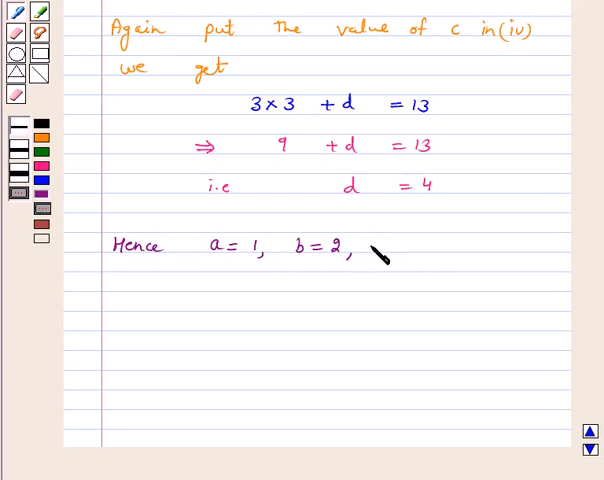 Again put the value of c in(iv)
we get
3 × 3 + d = 13
⇒ 9 + d = 13
i.e d = 4
Hence a = 1, b = 2,